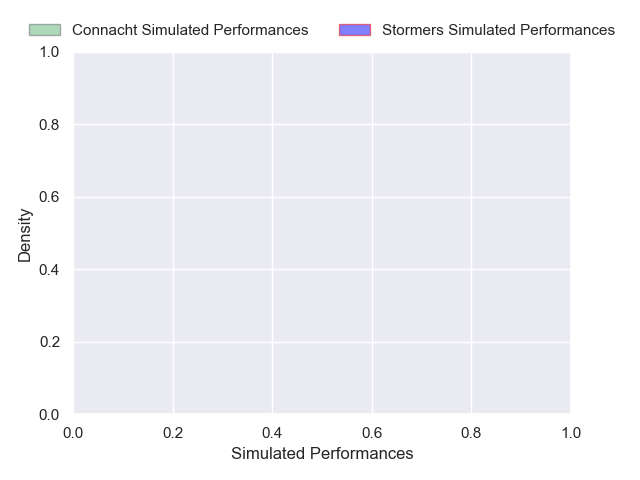 Connacht Simulated Performances
Stormers Simulated Performances
1.0
0.8
0.6
0.4
0.2
0.0
Density
0.0 0.2 0.4 0.6 0.8 1.0
Simulated Performances